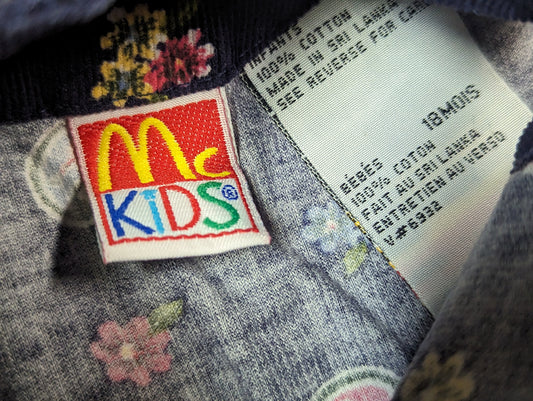 Mc
KiDS®
INFANTS
100% COTTON
MADE IN SRI LANKA
SEE REVERSE FOR CARE
18MOIS
BÉBÉS
100% COTON
FAIT AU SRI LANKA
ENTRETIEN AU VERSO
V#6932